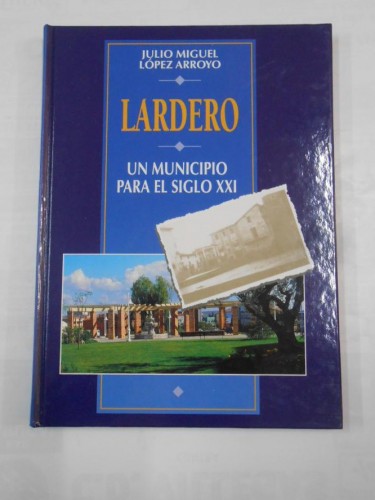 JULIO MIGUEL
LÓPEZ ARROYO
LARDERO
UN MUNICIPIO
PARA EL SIGLO XXI